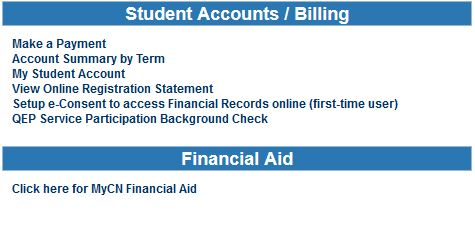 Student Accounts / Billing
Make a Payment
Account Summary by Term
My Student Account
View Online Registration Statement
Setup e-Consent to access Financial Records online (first-time user)
QEP Service Participation Background Check
Financial Aid
Click here for MyCN Financial Aid